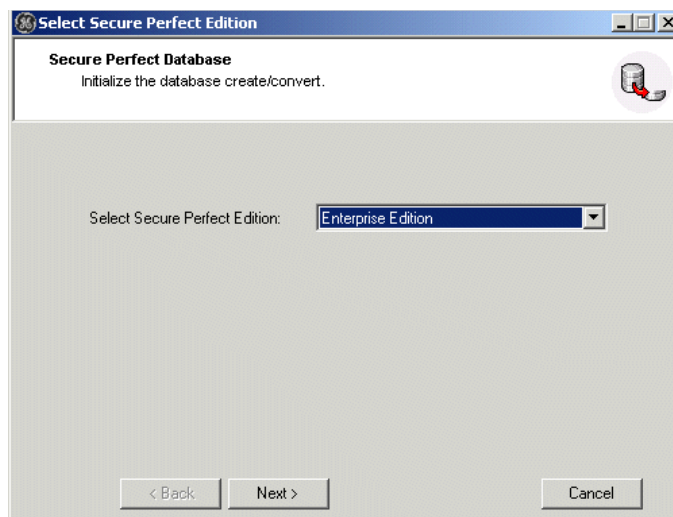 Select Secure Perfect Edition
Secure Perfect Database
Initialize the database create/convert.
Select Secure Perfect Edition: Enterprise Edition
< Back Next > Cancel